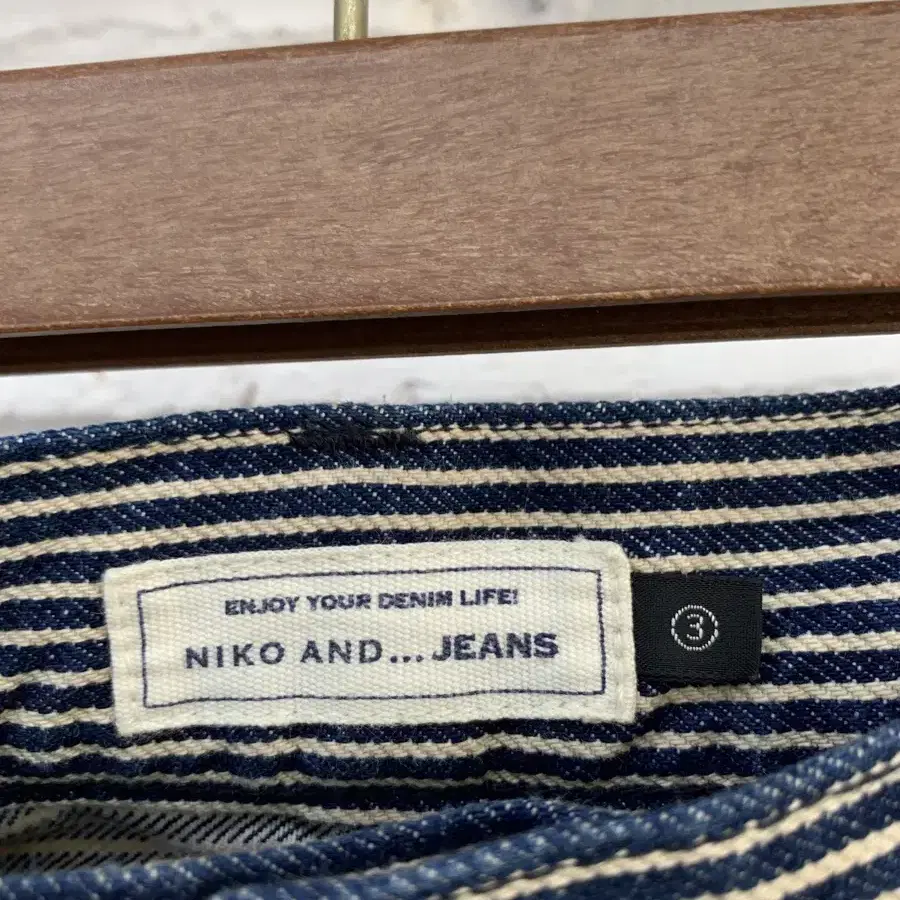 ENJOY YOUR DENIM LIFE!
NIKO AND... JEANS
3